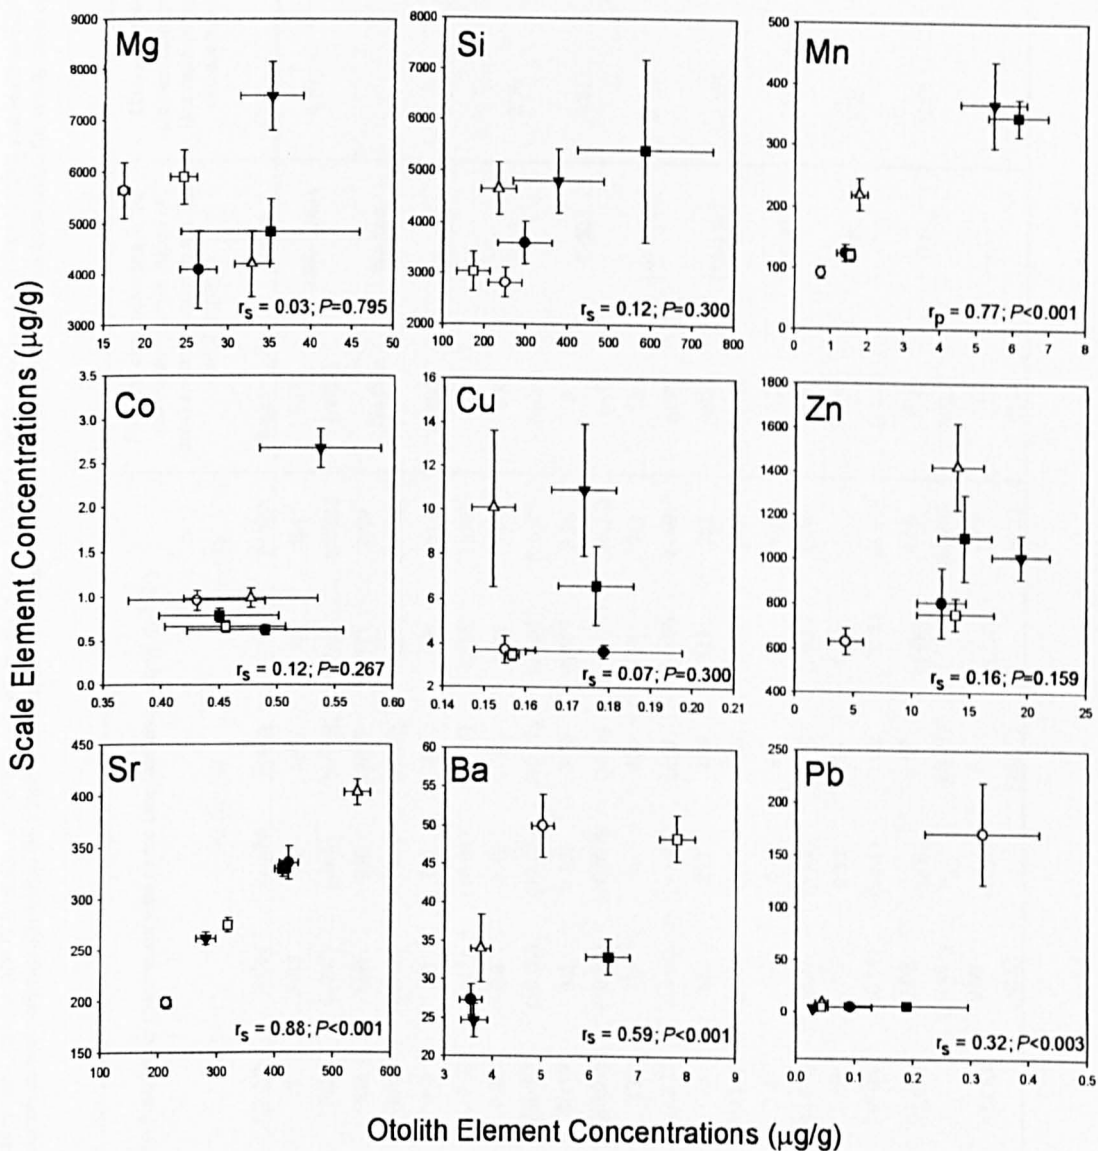 Mg
9000
8000
7000
6000
5000
4000
3000
15 20 25 30 35 40 45 50
rs = 0.03; P=0.795
Si
8000
7000
6000
5000
4000
3000
2000
100 200 300 400 500 600 700 800
rs = 0.12; P=0.300
Mn
500
400
300
200
100
0
0 1 2 3 4 5 6 7 8
rp = 0.77; P<0.001
Co
3.5
3.0
2.5
2.0
1.5
1.0
0.5
0.0
0.35 0.40 0.45 0.50 0.55 0.60
rs = 0.12; P=0.267
Cu
16
14
12
10
8
6
4
2
0.14 0.15 0.16 0.17 0.18 0.19 0.20 0.21
rs = 0.07; P=0.300
Zn
1800
1600
1400
1200
1000
800
600
400
0 5 10 15 20 25
rs = 0.16; P=0.159
Sr
450
400
350
300
250
200
150
100 200 300 400 500 600
rs = 0.88; P<0.001
Ba
60
55
50
45
40
35
30
25
20
3 4 5 6 7 8 9
rs = 0.59; P<0.001
Pb
250
200
150
100
50
0
0.0 0.1 0.2 0.3 0.4 0.5
rs = 0.32; P<0.003
Scale Element Concentrations (µg/g)
Otolith Element Concentrations (µg/g)